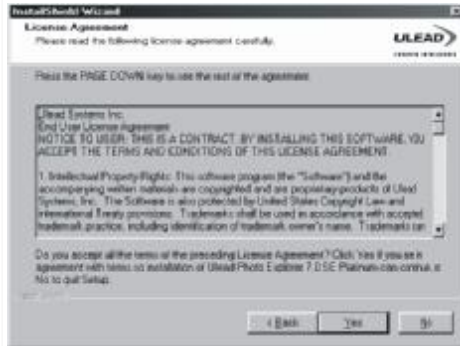 InstallShield Wizard
License Agreement
Please read the following license agreement carefully.
ULEAD
Press the PAGE DOWN key to see the rest of the agreement.
Ulead Systems Inc.
End User License Agreement
NOTICE TO USER: THIS IS A CONTRACT. BY INSTALLING THIS SOFTWARE, YOU
ACCEPT THE TERMS AND CONDITIONS OF THIS LICENSE AGREEMENT.
1. Intellectual Property Rights: This software program (the "Software") and the
accompanying written materials are copyrighted and are proprietary products of Ulead
Systems, Inc. The Software is also protected by United States Copyright Law and
international Treaty provisions. Trademarks shall be used in accordance with accepted
trademark practice, including identification of trademark owner's name. Trademarks can
Do you accept all the terms of the preceding License Agreement? Click Yes if you are in
agreement with terms so installation of Ulead Photo Explorer 7.0 SE Platinum can continue,
No to quit Setup.
< Back
Yes
No